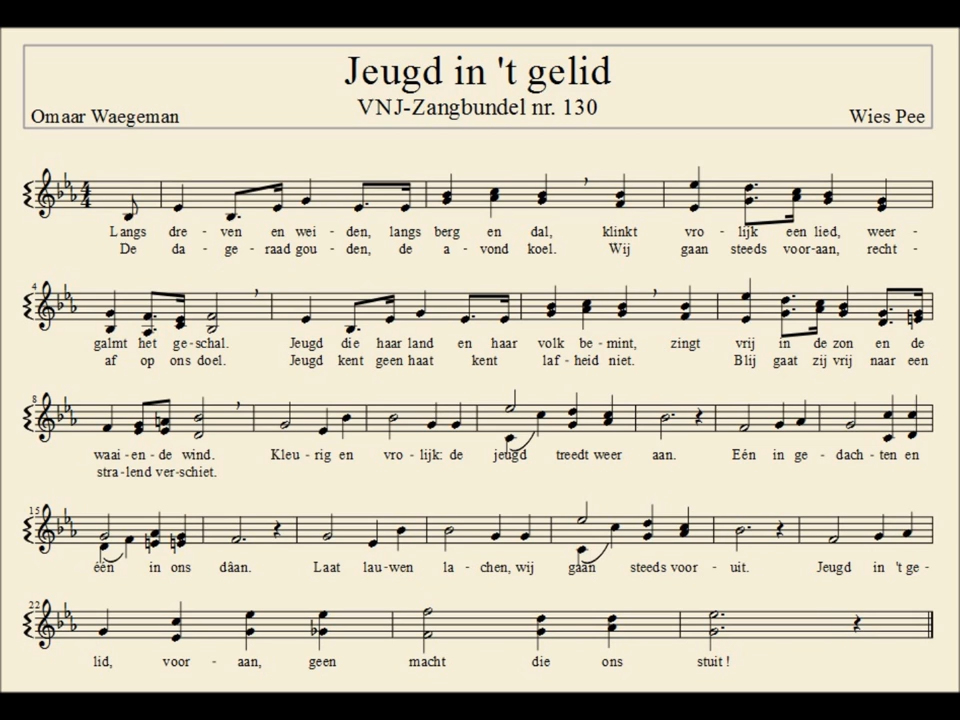 Jeugd in 't gelid
VNJ-Zangbundel nr. 130
Omaar Waegeman
Wies Pee
4
4
Langs dre - ven en wei - den, langs berg en dal, klinkt vro - lijk een lied, weer -
De da - ge - raad gou - den, de a - vond koel. Wij gaan steeds voor-aan, recht -
4
galmt het ge - schal. Jeugd die haar land en haar volk be - mint, zingt vrij in de zon en de
af op ons doel. Jeugd kent geen haat kent laf - heid niet. Blij gaat zij vrij naar een
8
waai - en - de wind. Kleu - rig en vro - lijk: de jeugd treedt weer aan. Eén in ge - dach - ten en
stra - lend ver - schiet.
15
één in ons dâan. Laat lau - wen la - chen, wij gaan steeds voor - uit. Jeugd in 't ge -
22
lid, voor - aan, geen macht die ons stuit !